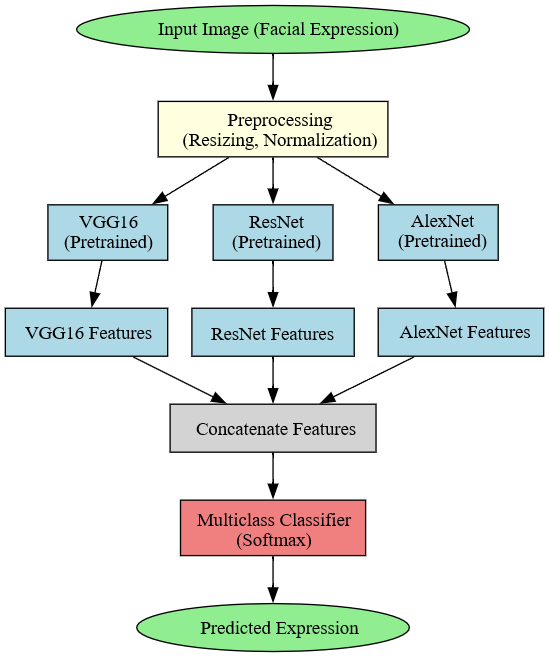 Input Image (Facial Expression)
Preprocessing
(Resizing, Normalization)
VGG16
(Pretrained)
ResNet
(Pretrained)
AlexNet
(Pretrained)
VGG16 Features
ResNet Features
AlexNet Features
Concatenate Features
Multiclass Classifier
(Softmax)
Predicted Expression